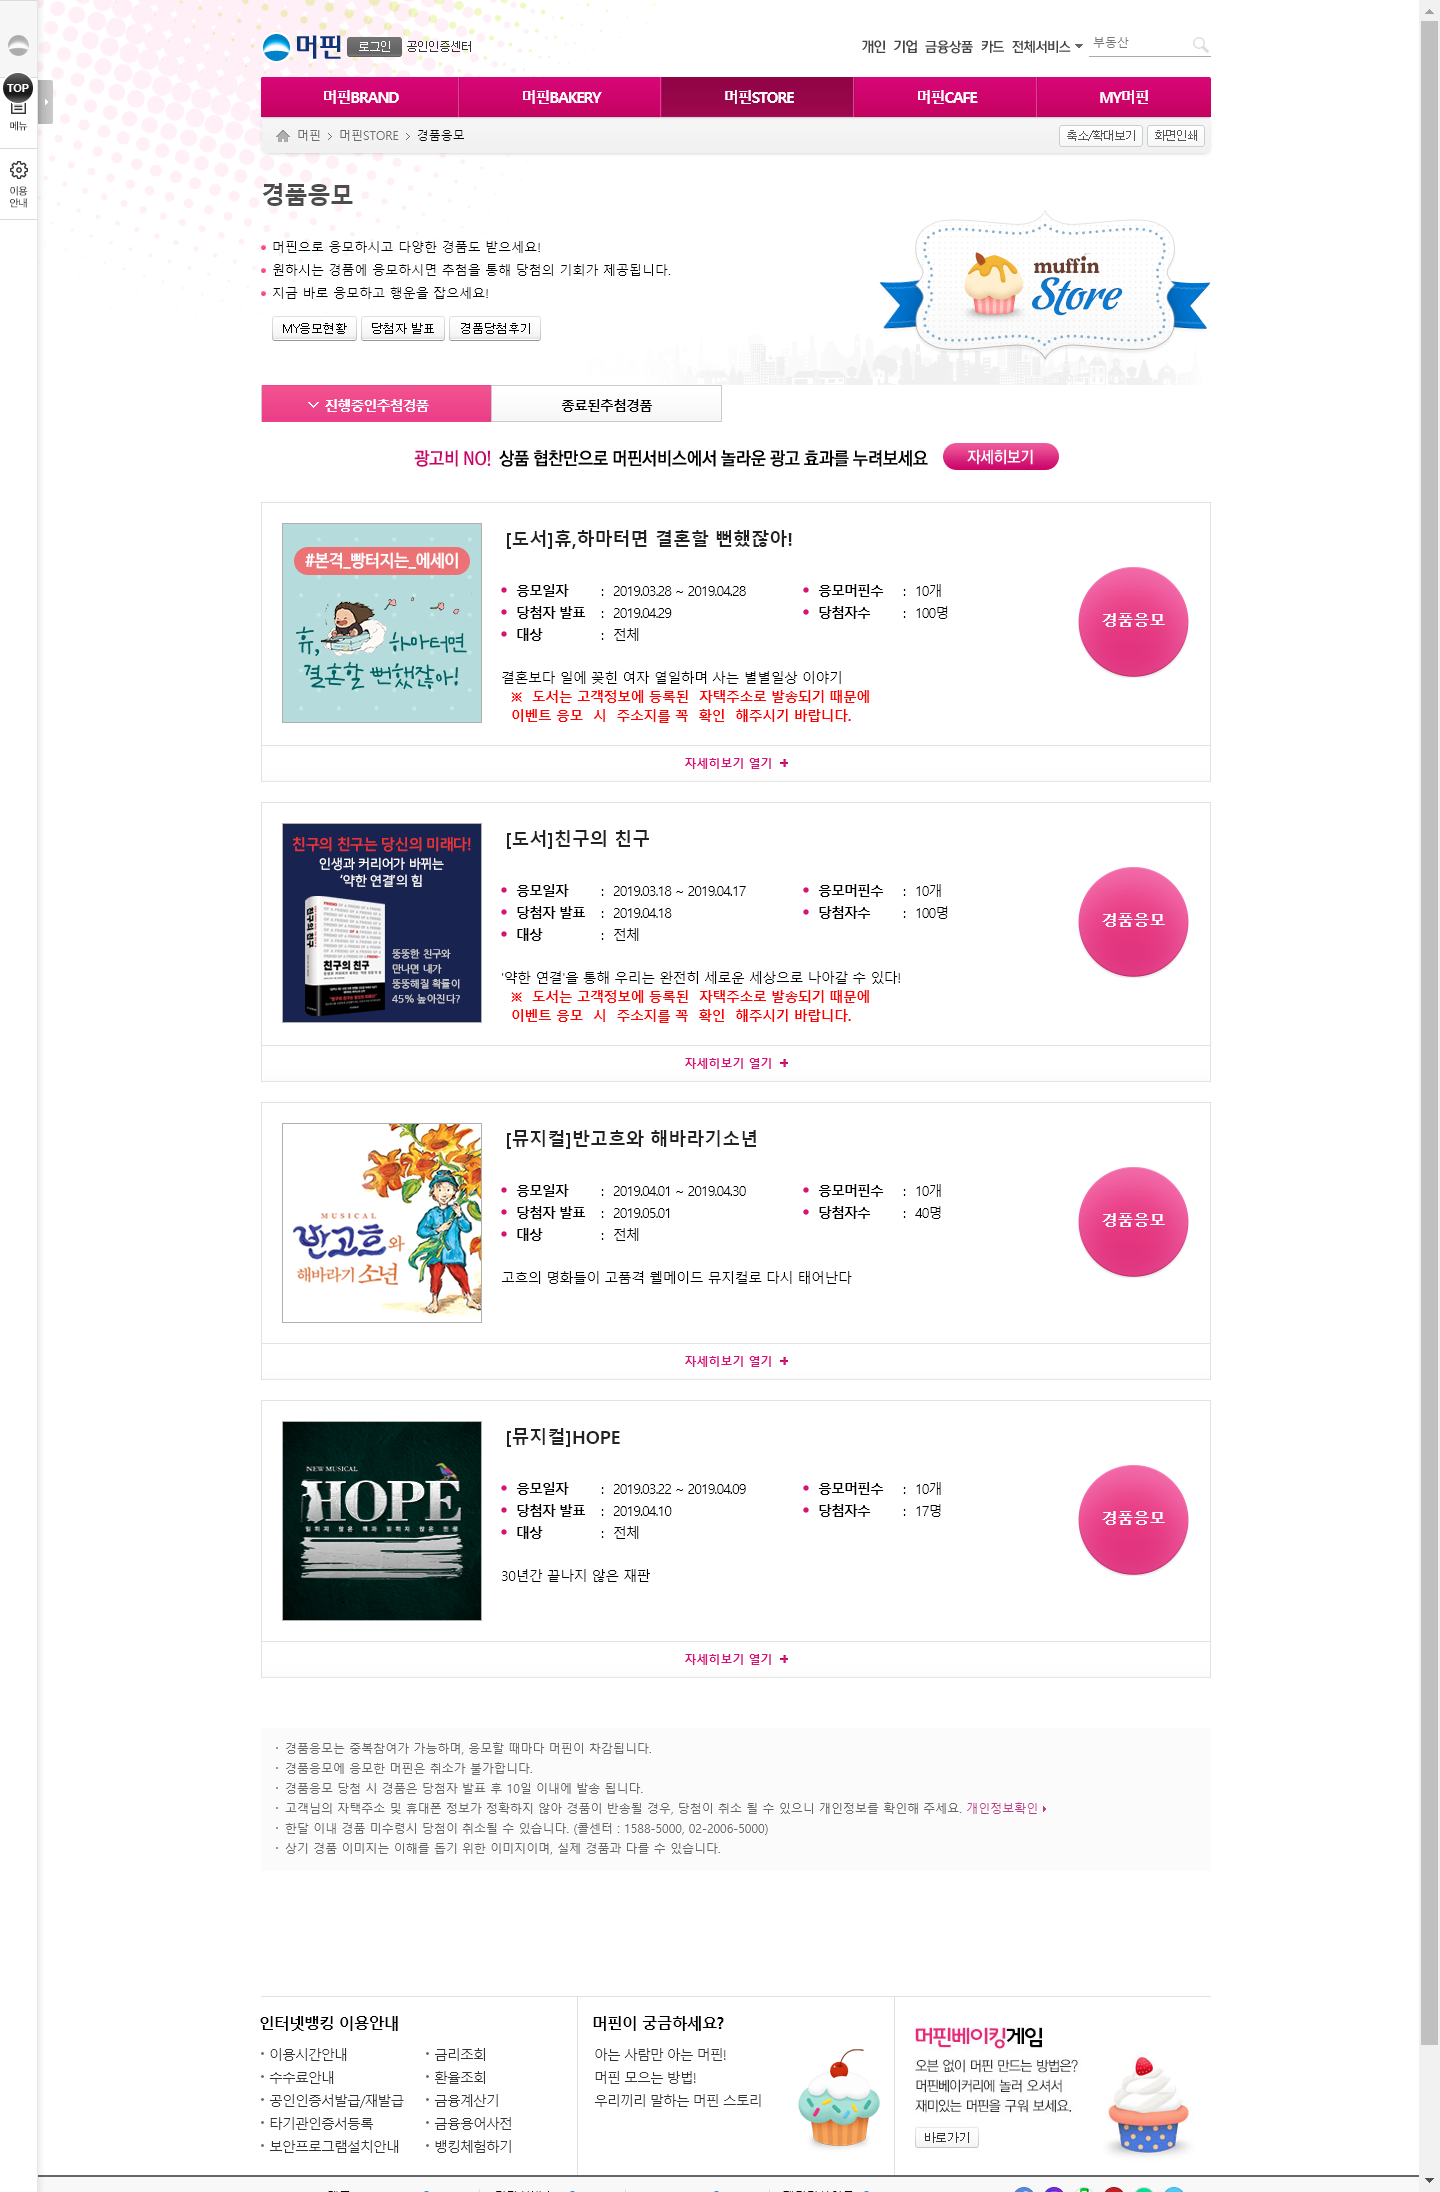 머핀 로그인 공인인증센터
개인 기업 금융상품 카드 전체서비스 부동산
TOP
메뉴
이용
안내
머핀BRAND 머핀BAKERY 머핀STORE 머핀CAFE MY머핀
머핀 > 머핀STORE > 경품응모
축소/확대보기 화면인쇄
경품응모
머핀으로 응모하시고 다양한 경품도 받으세요!
원하시는 경품에 응모하시면 추첨을 통해 당첨의 기회가 제공됩니다.
지금 바로 응모하고 행운을 잡으세요!
MY응모현황 당첨자 발표 경품당첨후기
muffin
Store
진행중인추첨경품 종료된추첨경품
광고비 NO! 상품 협찬만으로 머핀서비스에서 놀라운 광고 효과를 누려보세요 자세히보기
#본격_빵터지는_에세이
휴, 하마터면
결혼할 뻔했잖아!
[도서]휴,하마터면 결혼할 뻔했잖아!
응모일자 : 2019.03.28 ~ 2019.04.28 응모머핀수 : 10개
당첨자 발표 : 2019.04.29 당첨자수 : 100명
대상 : 전체
결혼보다 일에 꽂힌 여자 열일하며 사는 별별일상 이야기
※ 도서는 고객정보에 등록된 자택주소로 발송되기 때문에
이벤트 응모 시 주소지를 꼭 확인 해주시기 바랍니다.
경품응모
자세히보기 열기 +
친구의 친구는 당신의 미래다!
인생과 커리어가 바뀌는
‘약한 연결’의 힘
친구의 친구
친구의 친구
뚱뚱한 친구와
만나면 내가
뚱뚱해질 확률이
45% 높아진다?
[도서]친구의 친구
응모일자 : 2019.03.18 ~ 2019.04.17 응모머핀수 : 10개
당첨자 발표 : 2019.04.18 당첨자수 : 100명
대상 : 전체
'약한 연결'을 통해 우리는 완전히 새로운 세상으로 나아갈 수 있다!
※ 도서는 고객정보에 등록된 자택주소로 발송되기 때문에
이벤트 응모 시 주소지를 꼭 확인 해주시기 바랍니다.
경품응모
자세히보기 열기 +
MUSICAL
반고흐와
해바라기 소년
[뮤지컬]반고흐와 해바라기소년
응모일자 : 2019.04.01 ~ 2019.04.30 응모머핀수 : 10개
당첨자 발표 : 2019.05.01 당첨자수 : 40명
대상 : 전체
고흐의 명화들이 고품격 웰메이드 뮤지컬로 다시 태어난다
경품응모
자세히보기 열기 +
NEW MUSICAL
HOPE
읽히지 않은 책과 읽히지 않은 인생
[뮤지컬]HOPE
응모일자 : 2019.03.22 ~ 2019.04.09 응모머핀수 : 10개
당첨자 발표 : 2019.04.10 당첨자수 : 17명
대상 : 전체
30년간 끝나지 않은 재판
경품응모
자세히보기 열기 +
· 경품응모는 중복참여가 가능하며, 응모할 때마다 머핀이 차감됩니다.
· 경품응모에 응모한 머핀은 취소가 불가합니다.
· 경품응모 당첨 시 경품은 당첨자 발표 후 10일 이내에 발송 됩니다.
· 고객님의 자택주소 및 휴대폰 정보가 정확하지 않아 경품이 반송될 경우, 당첨이 취소 될 수 있으니 개인정보를 확인해 주세요. 개인정보확인
· 한달 이내 경품 미수령시 당첨이 취소될 수 있습니다. (콜센터 : 1588-5000, 02-2006-5000)
· 상기 경품 이미지는 이해를 돕기 위한 이미지이며, 실제 경품과 다를 수 있습니다.
인터넷뱅킹 이용안내
· 이용시간안내 · 금리조회
· 수수료안내 · 환율조회
· 공인인증서발급/재발급 · 금융계산기
· 타기관인증서등록 · 금융용어사전
· 보안프로그램설치안내 · 뱅킹체험하기
머핀이 궁금하세요?
아는 사람만 아는 머핀!
머핀 모으는 방법!
우리끼리 말하는 머핀 스토리
머핀베이킹게임
오븐 없이 머핀 만드는 방법은?
머핀베이커리에 놀러 오셔서
재미있는 머핀을 구워 보세요.
바로가기